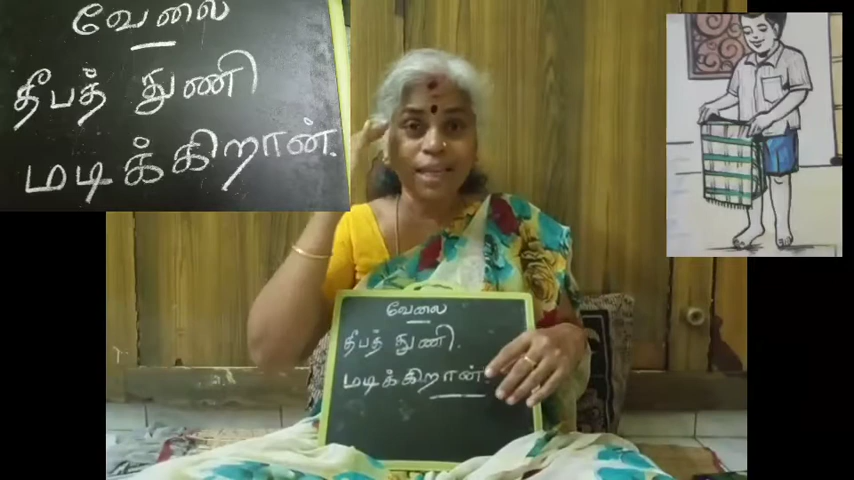 வேலை
தீபத் துணி
மடிக்கிறான்.
வேலை
தீபத் துணி.
மடிக்கிறான்.